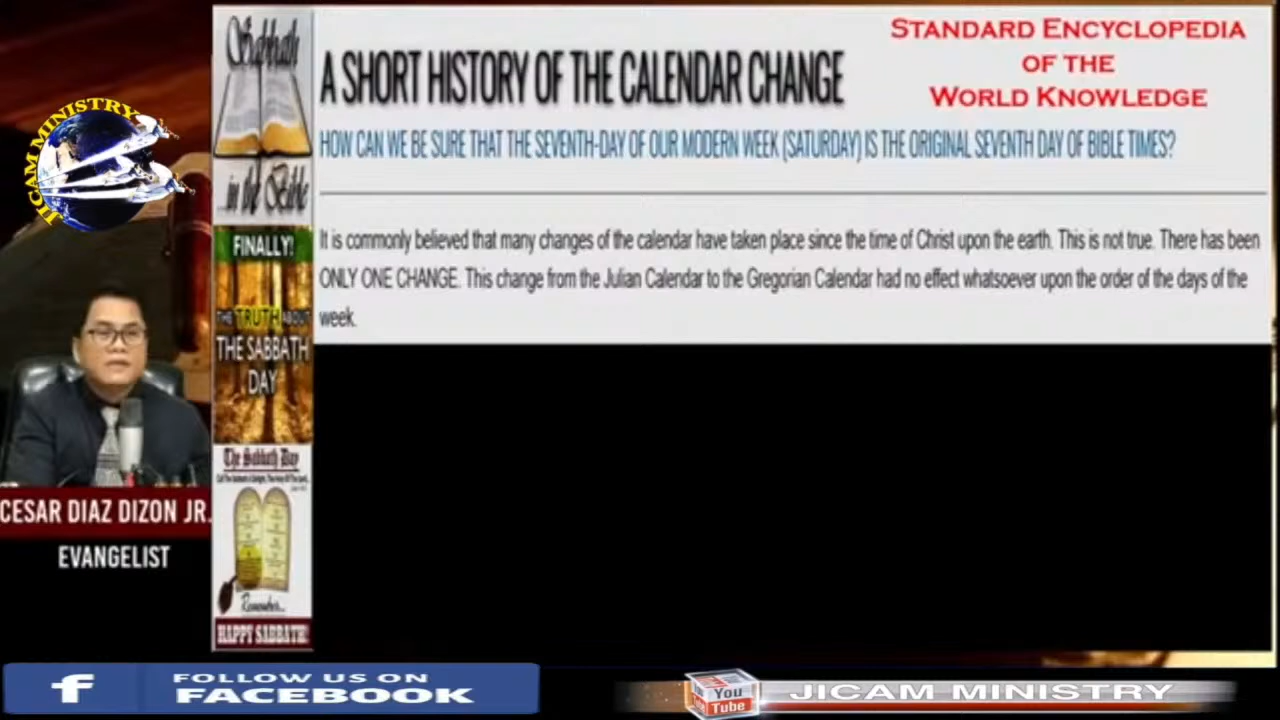 JICAM MINISTRY
Sabbath
...in the Bible
FINALLY!
THE TRUTH ABOUT
THE SABBATH
DAY
The Sabbath Day
Remember...
HAPPY SABBATH!
A SHORT HISTORY OF THE CALENDAR CHANGE
STANDARD ENCYCLOPEDIA
OF THE
WORLD KNOWLEDGE
HOW CAN WE BE SURE THAT THE SEVENTH-DAY OF OUR MODERN WEEK (SATURDAY) IS THE ORIGINAL SEVENTH DAY OF BIBLE TIMES?
It is commonly believed that many changes of the calendar have taken place since the time of Christ upon the earth. This is not true. There has been
ONLY ONE CHANGE. This change from the Julian Calendar to the Gregorian Calendar had no effect whatsoever upon the order of the days of the
week.
CESAR DIAZ DIZON JR.
EVANGELIST
f
FOLLOW US ON
FACEBOOK
You
Tube
JICAM MINISTRY